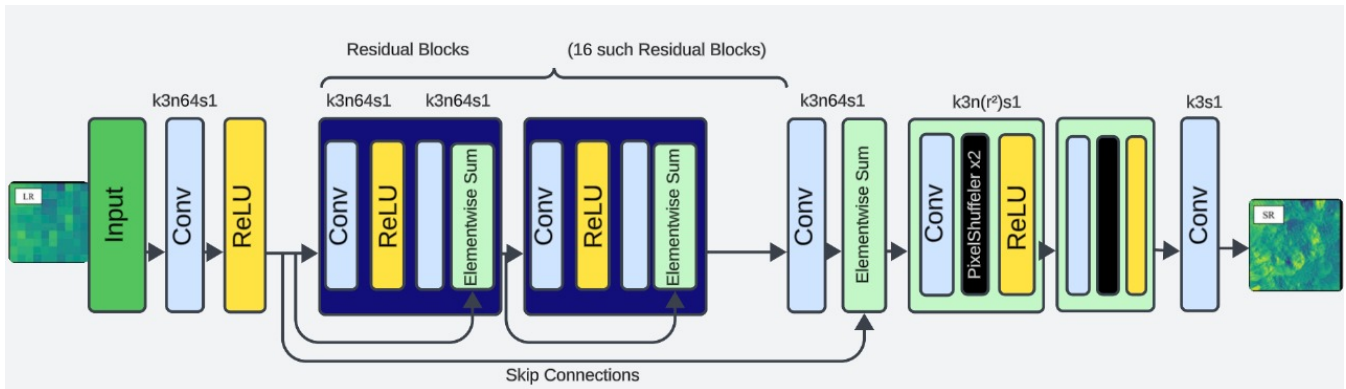 Residual Blocks (16 such Residual Blocks)
k3n64s1 k3n64s1 k3n64s1 k3n64s1 k3n(r²)s1 k3s1
LR
Input
Conv
ReLU
Conv
ReLU
Elementwise Sum
Conv
ReLU
Elementwise Sum
Conv
Elementwise Sum
Conv
PixelShuffeler x2
ReLU
Conv
SR
Skip Connections